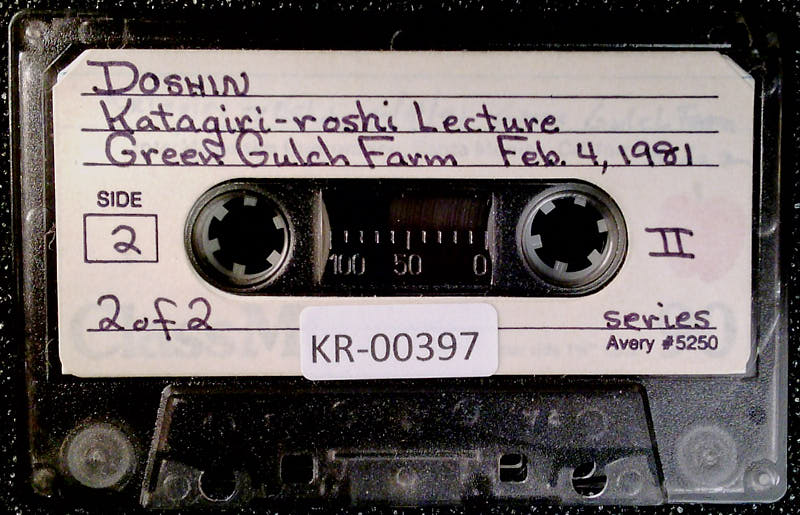 DOSHIN
Katagiri-roshi Lecture
Green Gulch Farm Feb. 4, 1981
SIDE
2
II
100 50 0
2 of 2
series
KR-00397
Avery #5250